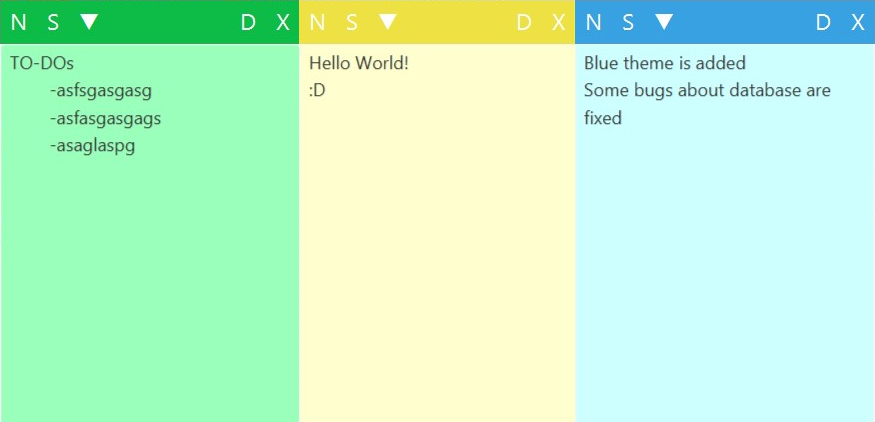 N S ▼ D X
TO-DOs
-asfsgasgasg
-asfasgasgags
-asaglaspg
N S ▼ D X
Hello World!
:D
N S ▼ D X
Blue theme is added
Some bugs about database are
fixed